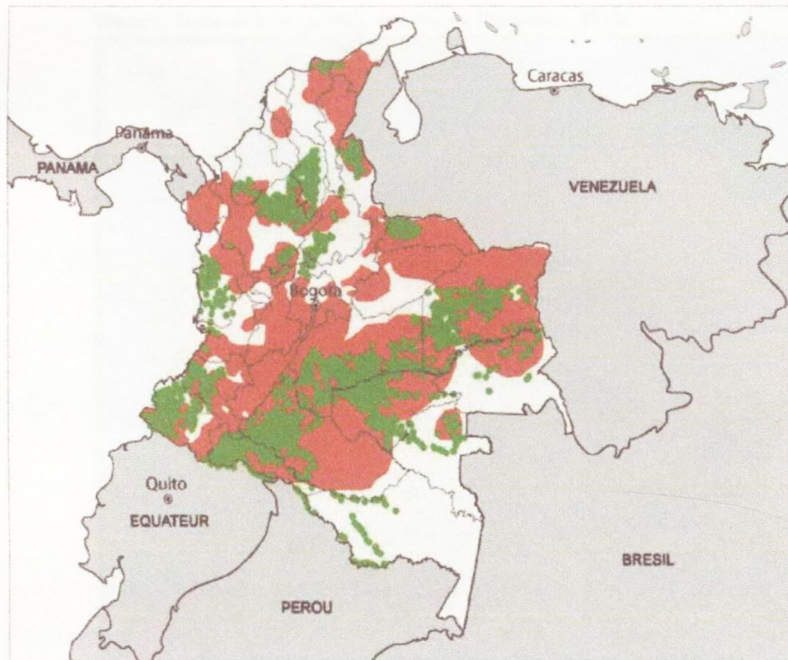 Caracas
Panama
PANAMA
VENEZUELA
Bogota
Quito
EQUATEUR
BRESIL
PEROU